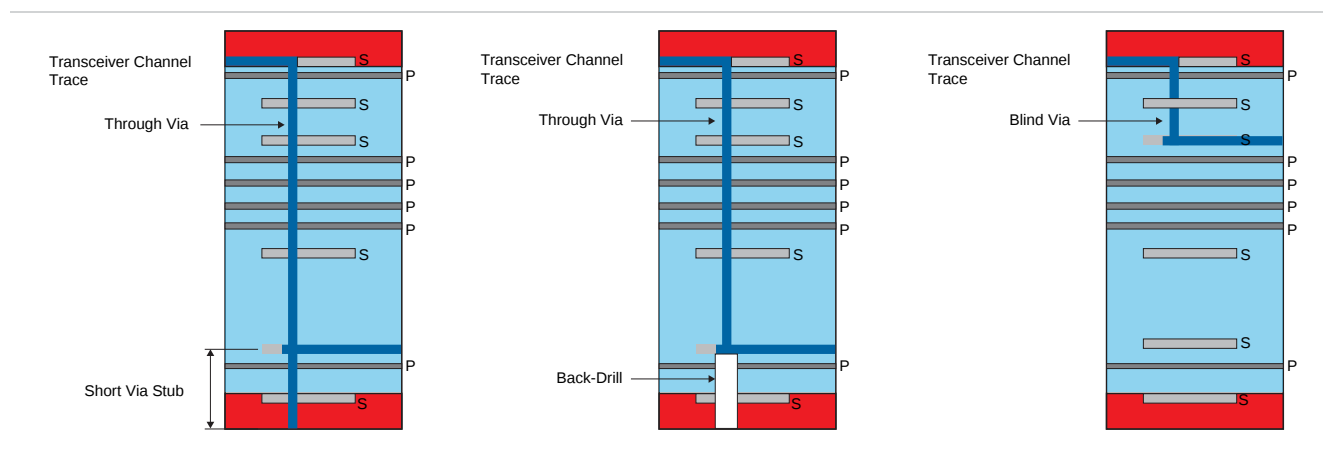 Transceiver Channel
Trace
S
P
S
Through Via
S
P
P
P
P
S
P
Short Via Stub
S
Transceiver Channel
Trace
S
P
S
Through Via
S
P
P
P
P
S
P
Back-Drill
S
Transceiver Channel
Trace
S
P
S
Blind Via
S
P
P
P
P
S
S
P
S